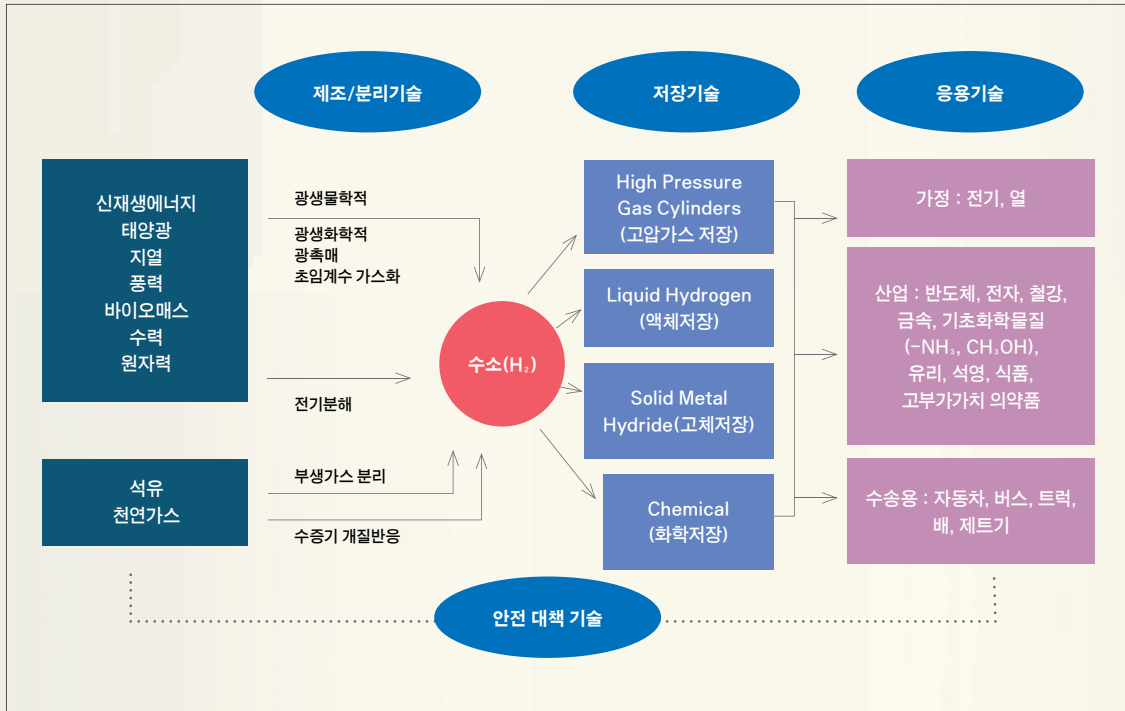 제조/분리기술
저장기술
응용기술
신재생에너지
태양광
지열
풍력
바이오매스
수력
원자력
석유
천연가스
광생물학적
광생화학적
광촉매
초임계수 가스화
전기분해
부생가스 분리
수증기 개질반응
수소(H₂)
High Pressure
Gas Cylinders
(고압가스 저장)
Liquid Hydrogen
(액체저장)
Solid Metal
Hydride(고체저장)
Chemical
(화학저장)
가정 : 전기, 열
산업 : 반도체, 전자, 철강,
금속, 기초화학물질
(-NH₃, CH₃OH),
유리, 석영, 식품,
고부가가치 의약품
수송용 : 자동차, 버스, 트럭,
배, 제트기
안전 대책 기술